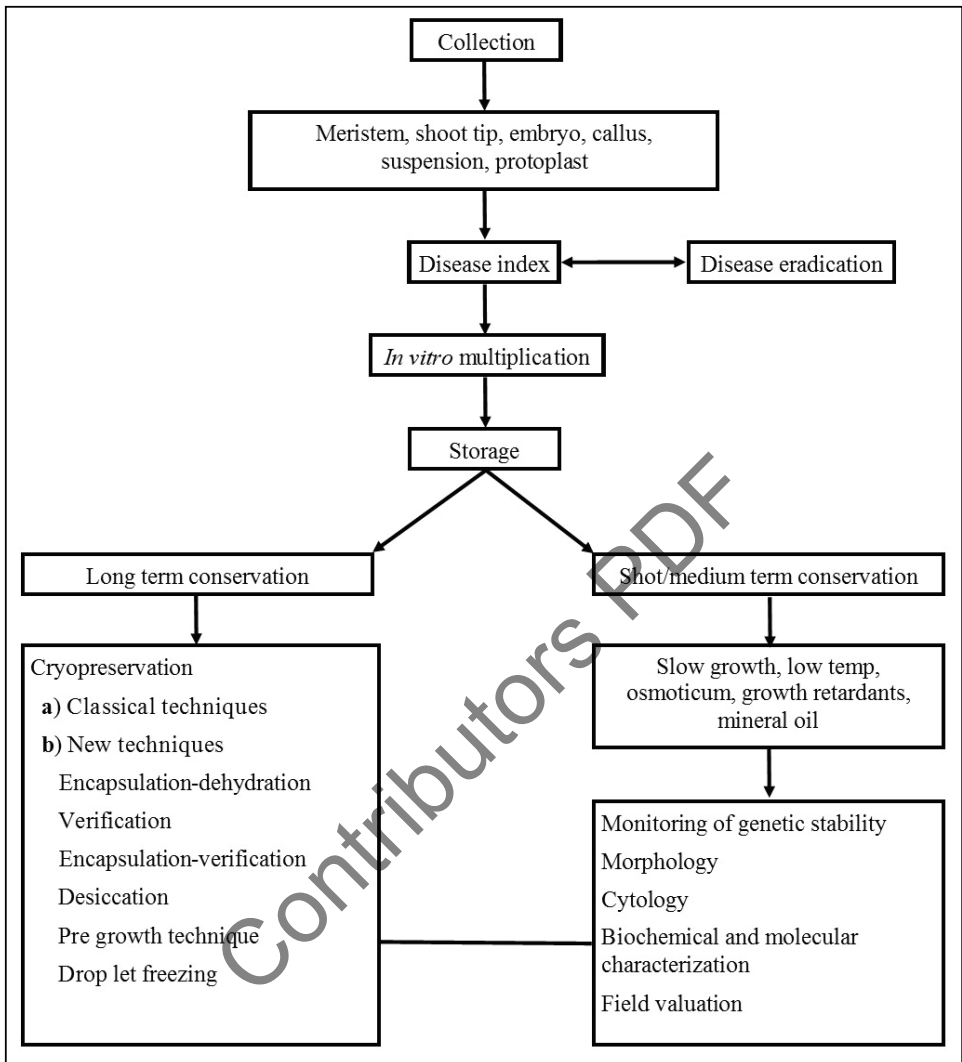 Collection
Meristem, shoot tip, embryo, callus,
suspension, protoplast
Disease index
Disease eradication
In vitro multiplication
Storage
Long term conservation
Shot/medium term conservation
Cryopreservation
a) Classical techniques
b) New techniques
Encapsulation-dehydration
Verification
Encapsulation-verification
Desiccation
Pre growth technique
Drop let freezing
Slow growth, low temp,
osmoticum, growth retardants,
mineral oil
Monitoring of genetic stability
Morphology
Cytology
Biochemical and molecular
characterization
Field valuation
Contributors PDF